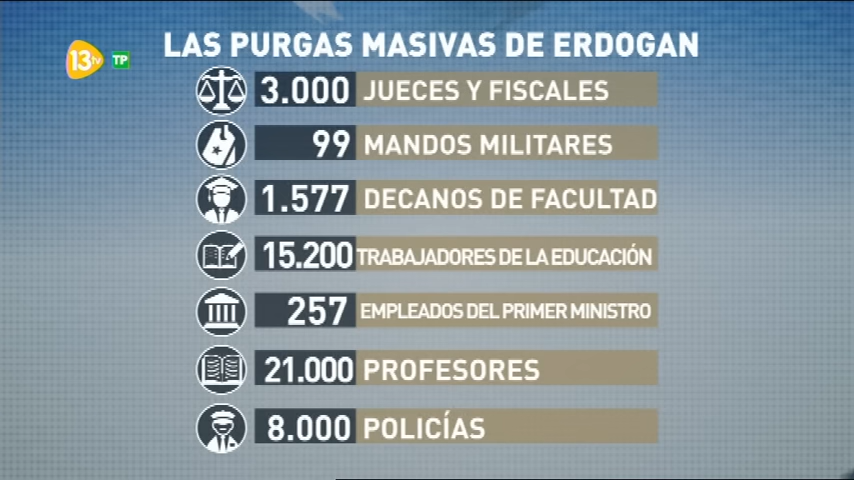 LAS PURGAS MASIVAS DE ERDOGAN
13tv TP
3.000 JUECES Y FISCALES
99 MANDOS MILITARES
1.577 DECANOS DE FACULTAD
15.200 TRABAJADORES DE LA EDUCACIÓN
257 EMPLEADOS DEL PRIMER MINISTRO
21.000 PROFESORES
8.000 POLICÍAS